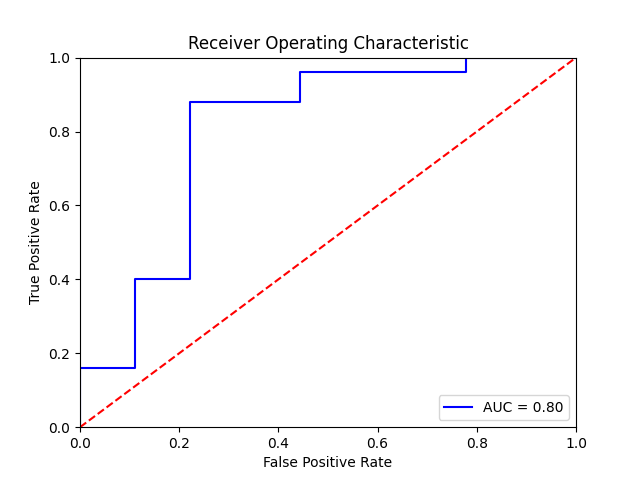 Receiver Operating Characteristic
True Positive Rate
1.0
0.8
0.6
0.4
0.2
0.0
AUC = 0.80
0.0 0.2 0.4 0.6 0.8 1.0
False Positive Rate